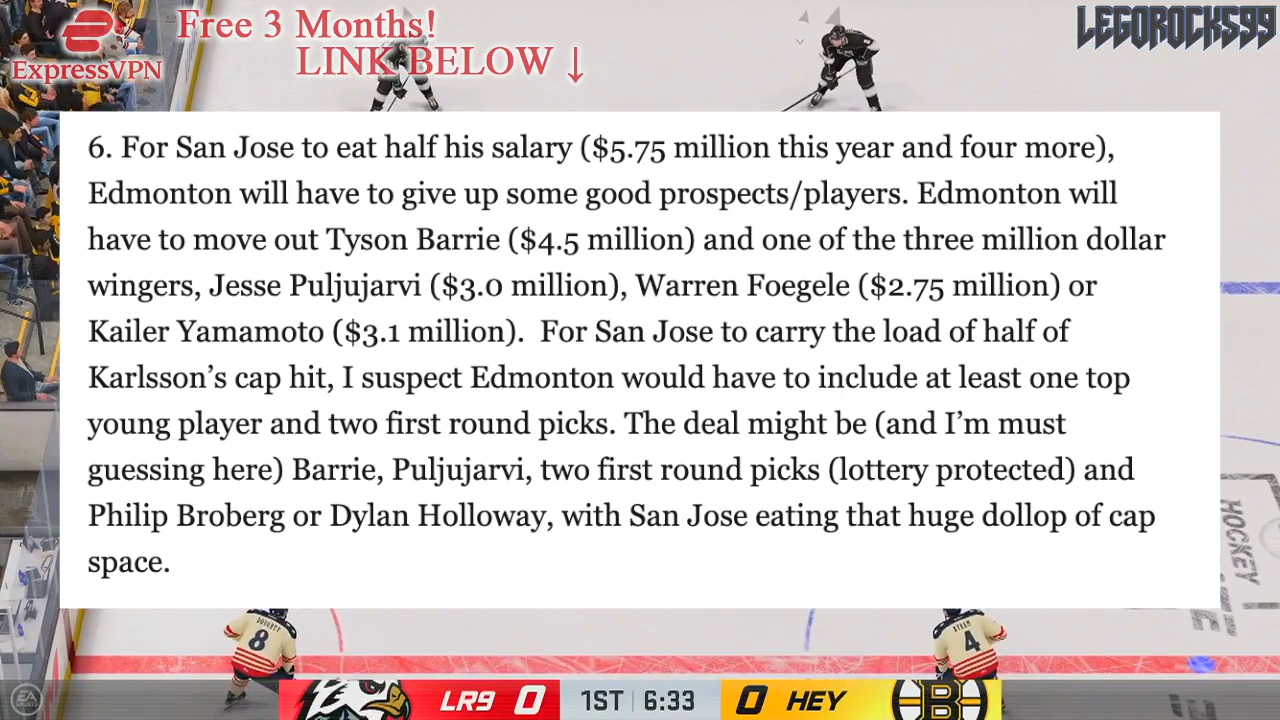 Free 3 Months!
LINK BELOW ↓
ExpressVPN
LEGOROCKS99
6. For San Jose to eat half his salary ($5.75 million this year and four more),
Edmonton will have to give up some good prospects/players. Edmonton will
have to move out Tyson Barrie ($4.5 million) and one of the three million dollar
wingers, Jesse Puljujarvi ($3.0 million), Warren Foegele ($2.75 million) or
Kailer Yamamoto ($3.1 million).  For San Jose to carry the load of half of
Karlsson’s cap hit, I suspect Edmonton would have to include at least one top
young player and two first round picks. The deal might be (and I’m must
guessing here) Barrie, Puljujarvi, two first round picks (lottery protected) and
Philip Broberg or Dylan Holloway, with San Jose eating that huge dollop of cap
space.
HOCKEY
DOUGHTY
8
BYRAM
4
EA
LR9 0 1ST 6:33 0 HEY
B